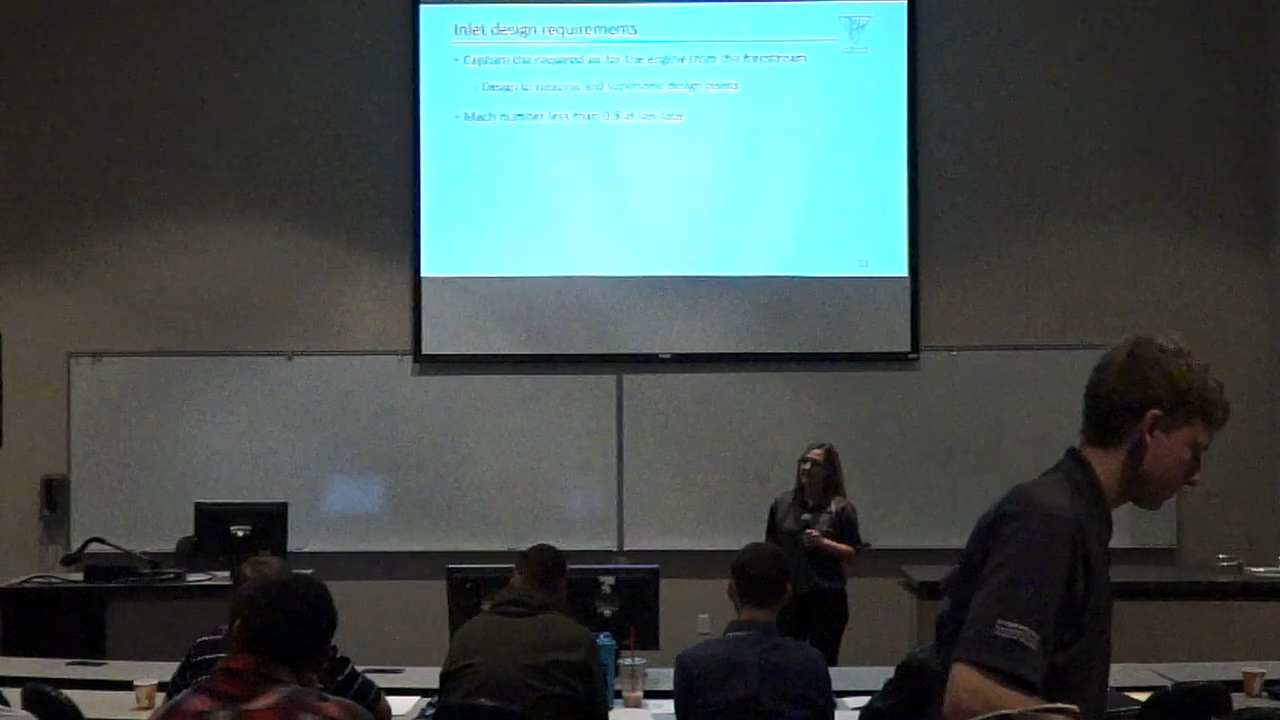 Inlet design requirements
• Capture the required air for the engine from the freestream
Design to subsonic and supersonic design points
• Mach number less than 0.5 at fan face